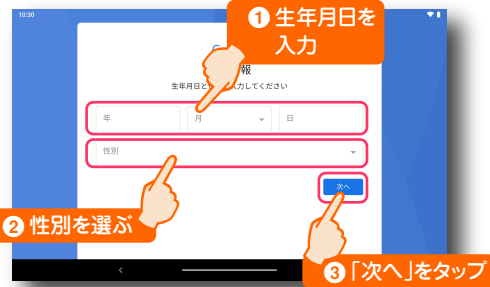 10:30
① 生年月日を
入力
G
報
生年月日と 入力してください
年
月
日
性別
次へ
② 性別を選ぶ
③「次へ」をタップ